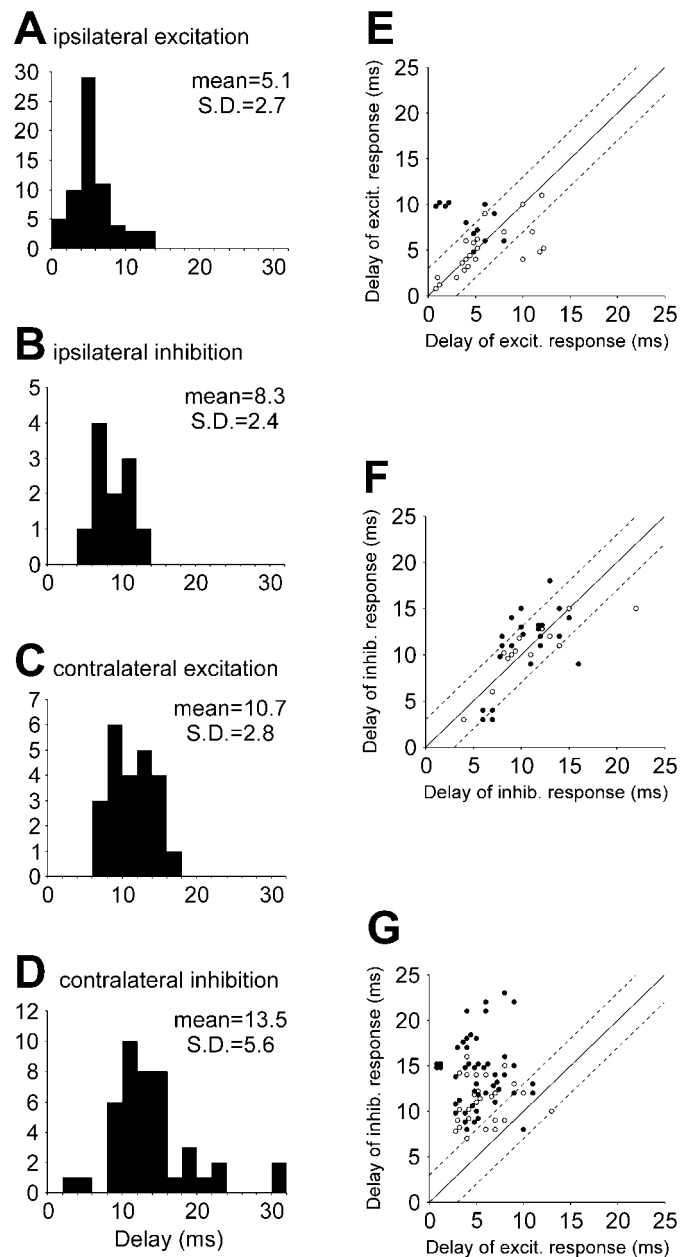 A ipsilateral excitation
mean=5.1
S.D.=2.7
30
25
20
15
10
5
0
0 10 20 30
B ipsilateral inhibition
mean=8.3
S.D.=2.4
5
4
3
2
1
0
0 10 20 30
C contralateral excitation
mean=10.7
S.D.=2.8
7
6
5
4
3
2
1
0
0 10 20 30
D contralateral inhibition
mean=13.5
S.D.=5.6
12
10
8
6
4
2
0
0 10 20 30
Delay (ms)
E
Delay of excit. response (ms)
25
20
15
10
5
0
0 5 10 15 20 25
Delay of excit. response (ms)
F
Delay of inhib. response (ms)
25
20
15
10
5
0
0 5 10 15 20 25
Delay of inhib. response (ms)
G
Delay of inhib. response (ms)
25
20
15
10
5
0
0 5 10 15 20 25
Delay of excit. response (ms)